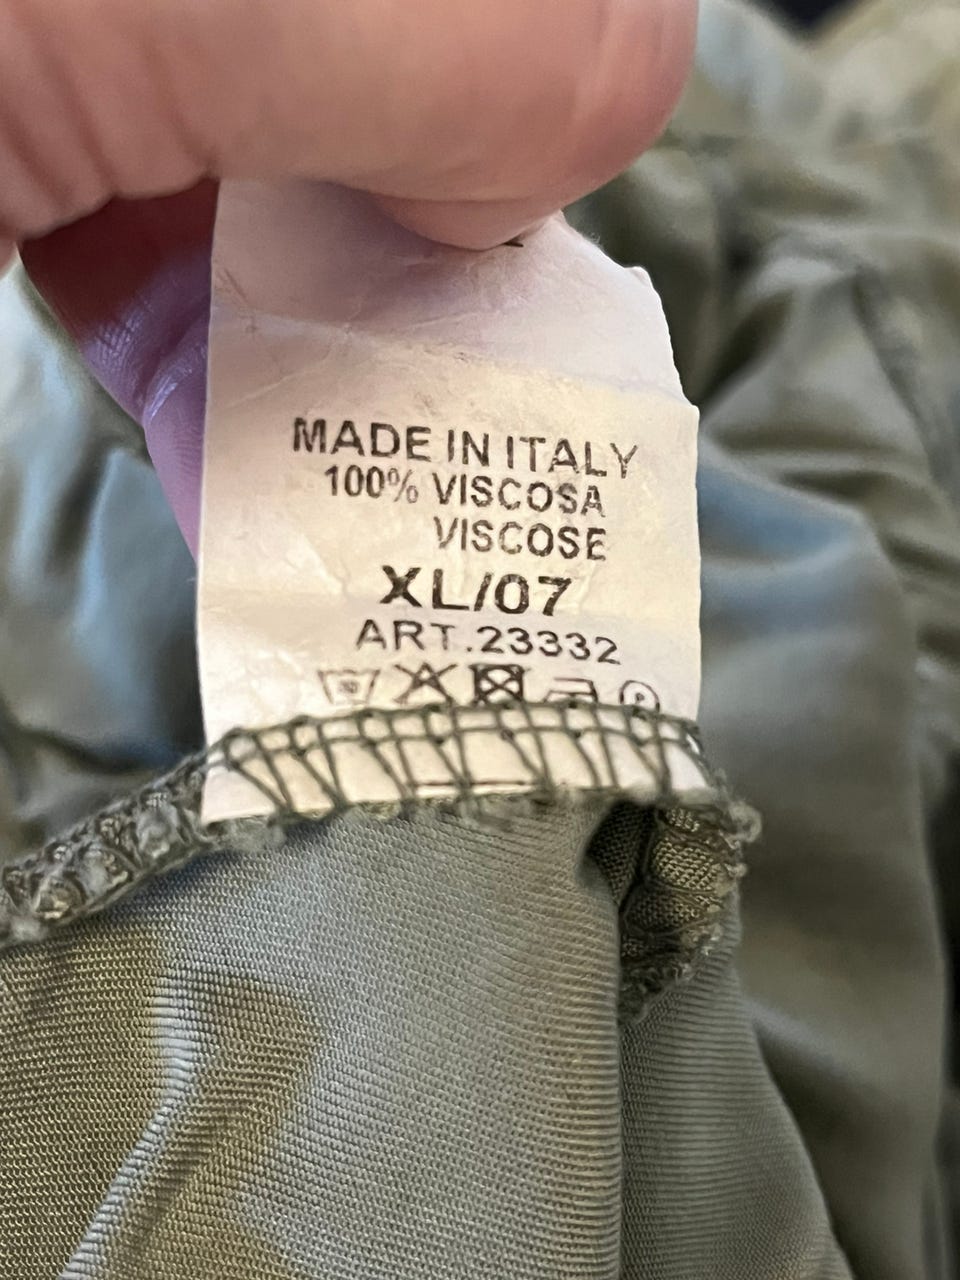 MADE IN ITALY
100% VISCOSA
VISCOSE
XL/07
ART.23332